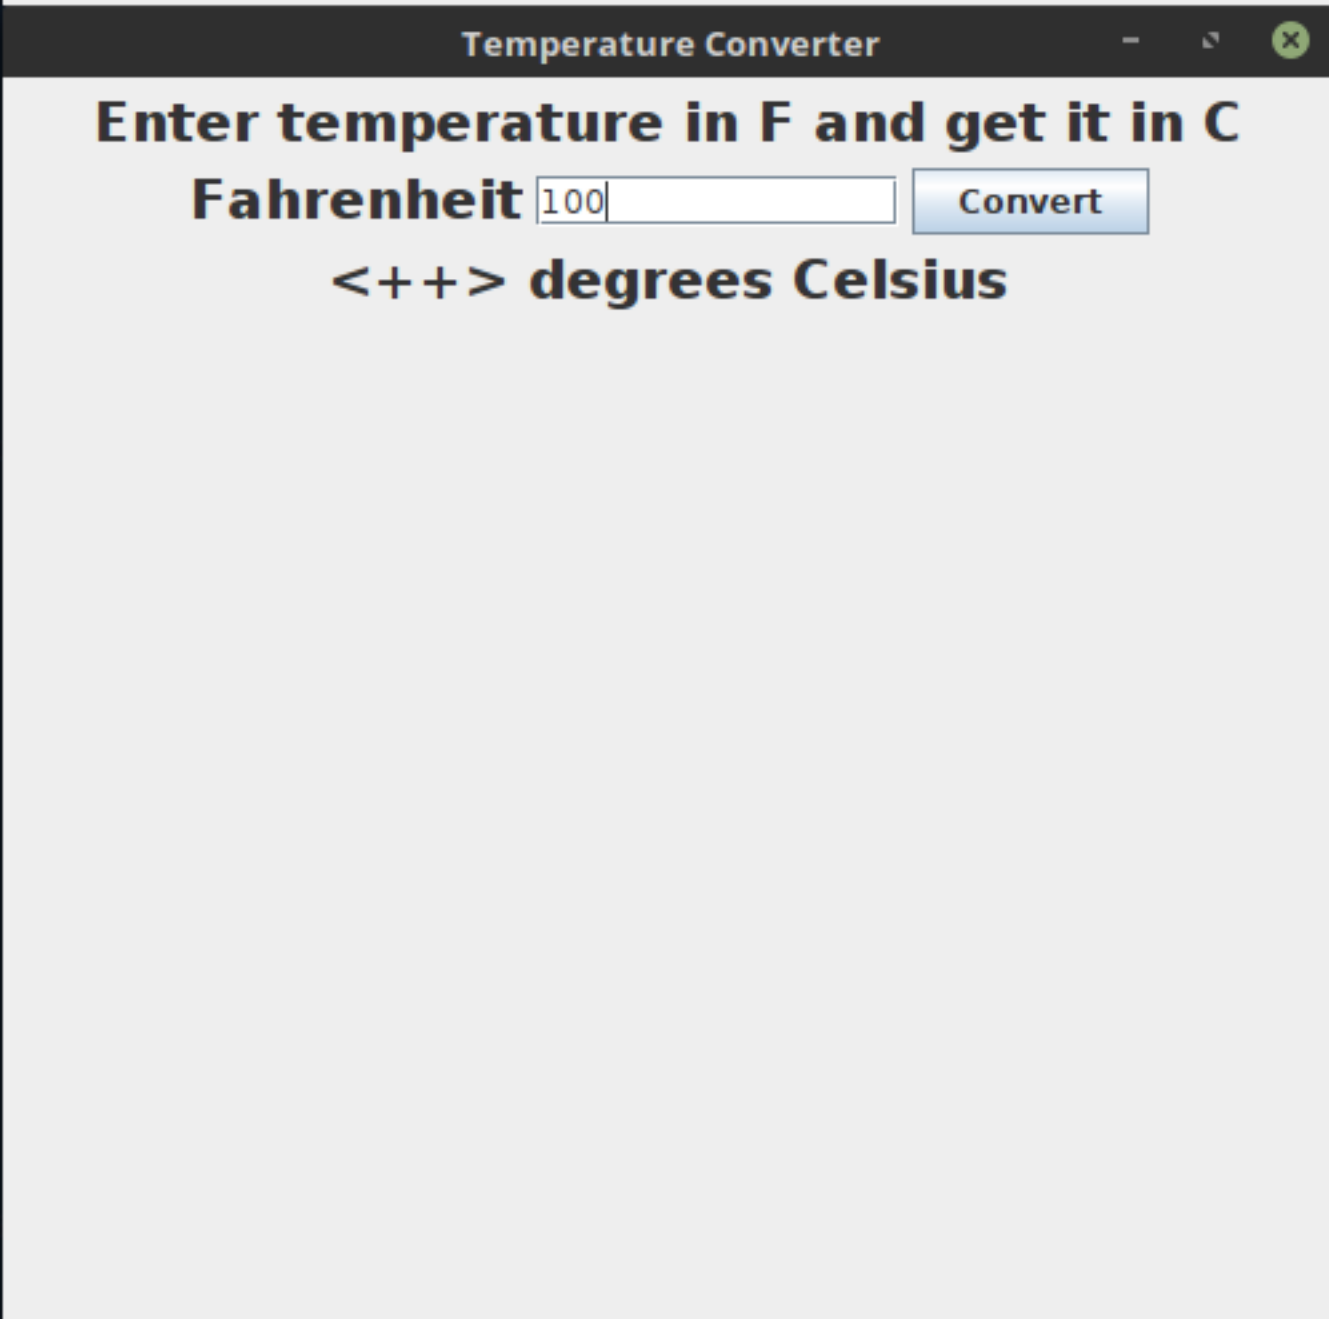 Temperature Converter
Enter temperature in F and get it in C
Fahrenheit 100 Convert
<++> degrees Celsius